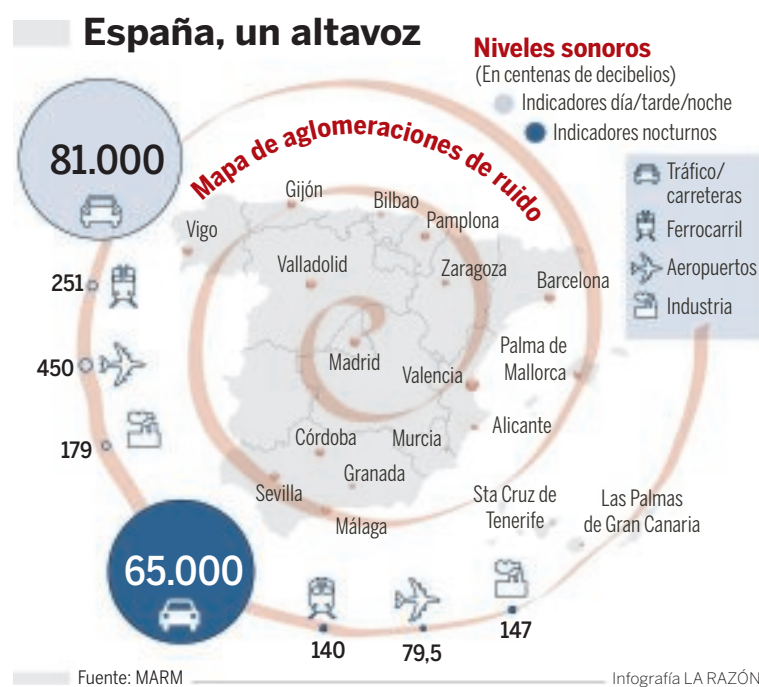 España, un altavoz
Niveles sonoros
(En centenas de decibelios)
Indicadores día/tarde/noche
Indicadores nocturnos
Tráfico/
carreteras
Ferrocarril
Aeropuertos
Industria
Mapa de aglomeraciones de ruido
81.000
251
450
179
65.000
140
79,5
147
Gijón
Bilbao
Pamplona
Vigo
Valladolid
Zaragoza
Barcelona
Madrid
Valencia
Palma de
Mallorca
Alicante
Córdoba
Murcia
Granada
Sevilla
Málaga
Sta Cruz de
Tenerife
Las Palmas
de Gran Canaria
Fuente: MARM
Infografía LA RAZÓN